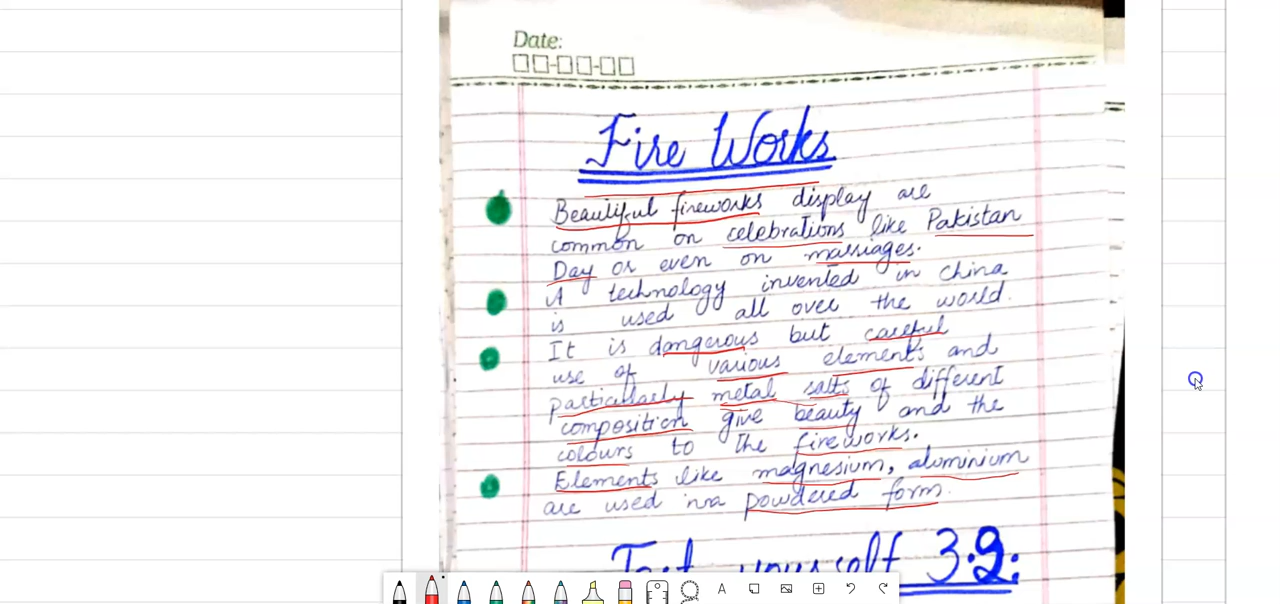 Date:
Fire Works
Beautiful fireworks display are
common on celebrations like Pakistan
Day or even on marriages.
A technology invented in china
is used all over the world.
It is dangerous but careful
use of various elements and
particularly metal salts of different
composition give beauty and the
colours to the fireworks.
Elements like magnesium, aluminium
are used in a powdered form.
Test yourself 3.2:
A